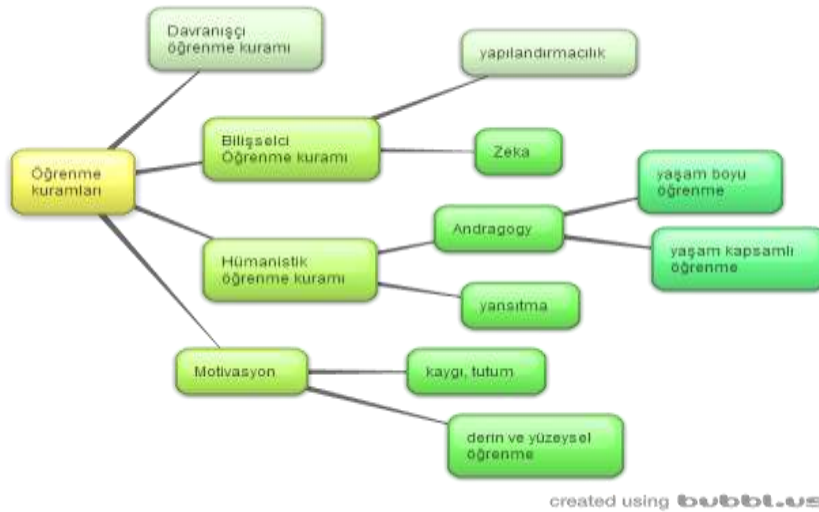 Davranışçı
öğrenme kuramı
yapılandırmacılık
Bilişselci
Öğrenme kuramı
Zeka
Öğrenme
kuramları
yaşam boyu
öğrenme
Andragogy
yaşam kapsamlı
öğrenme
Hümanistik
öğrenme kuramı
yansıtma
Motivasyon
kaygı, tutum
derin ve yüzeysel
öğrenme
created using bubbl.us